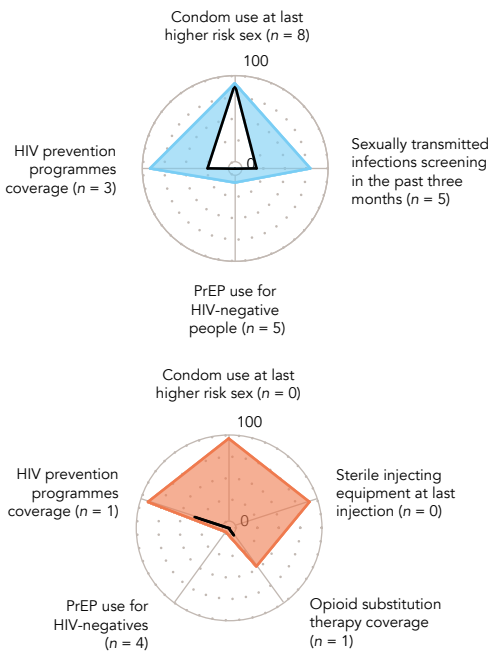 Condom use at last
higher risk sex (n = 8)
100
HIV prevention
programmes
coverage (n = 3)
0
Sexually transmitted
infections screening
in the past three
months (n = 5)
PrEP use for
HIV-negative
people (n = 5)
Condom use at last
higher risk sex (n = 0)
100
HIV prevention
programmes
coverage (n = 1)
0
Sterile injecting
equipment at last
injection (n = 0)
PrEP use for
HIV-negatives
(n = 4)
Opioid substitution
therapy coverage
(n = 1)